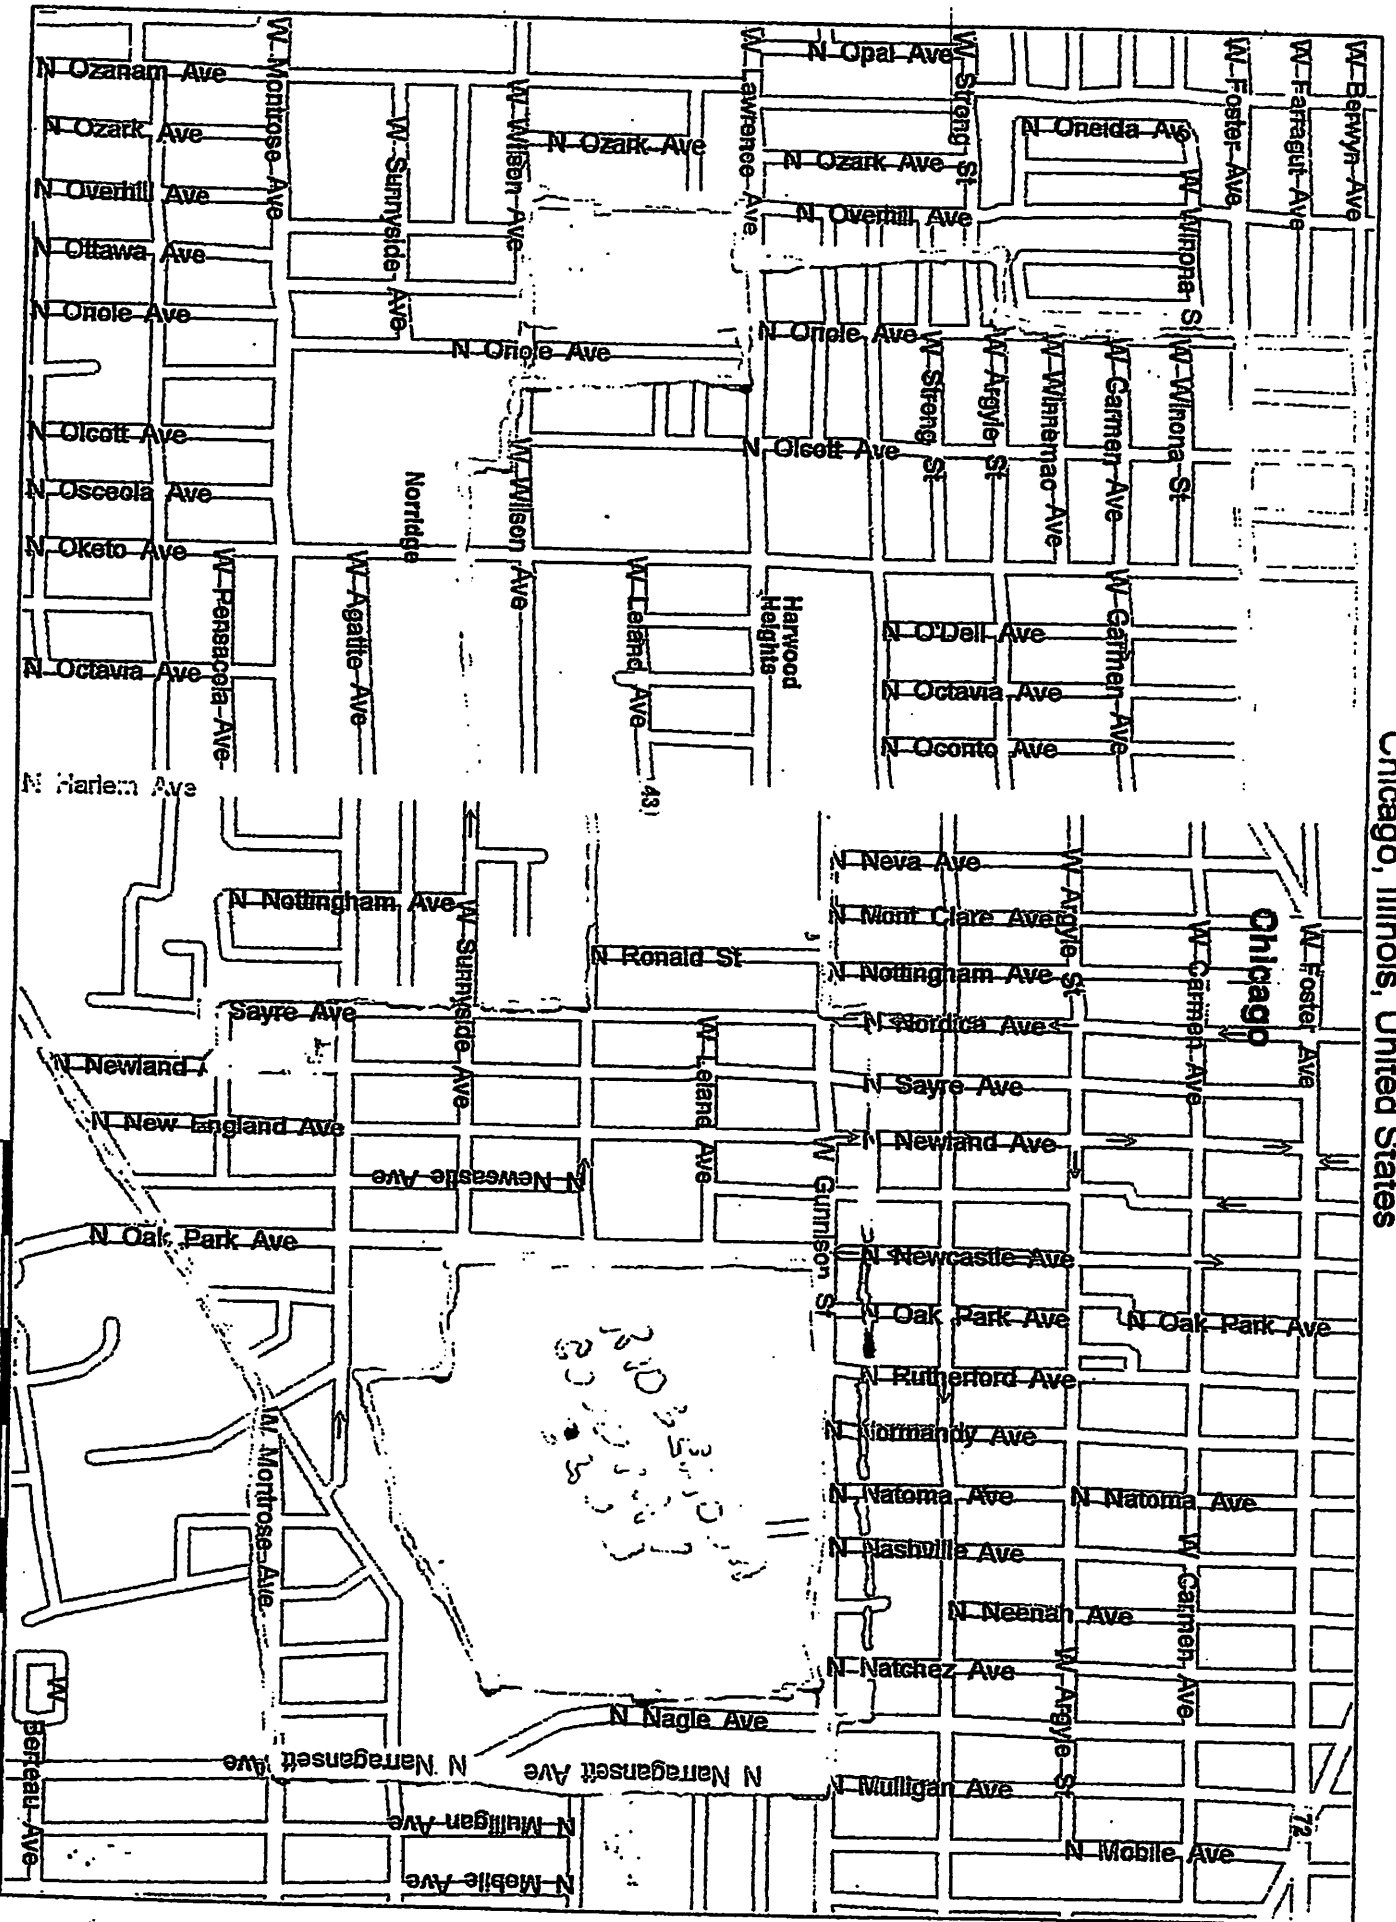 Chicago, Illinois, United States
W Montrose Ave
W Sunnyside Ave
W Wilson Ave
W Lawrence Ave
W Strong St
W Winona St
W Foster Ave
W Farragut Ave
W Berwyn Ave
N Opal Ave
N Ozanam Ave
N Ozark Ave
N Ozark Ave
N Ozark Ave
N Oneida Av
N Overhill Ave
N Overhill Ave
N Ottawa Ave
N Oriole Ave
N Oriole Ave
N Oriole Ave
W Strong St
W Argyle St
W Winnemac Ave
W Carmen Ave
W Winona St
N Olcott Ave
N Olcott Ave
W Wilson Ave
N Osceola Ave
Norridge
N Oketo Ave
W Pensacola Ave
W Agatite Ave
W Leland Ave
Harwood
Heights
W Carmen Ave
N O'Dell Ave
N Octavia Ave
N Octavia Ave
N Oconto Ave
N Harlem Ave
43
N Neva Ave
W Argyle St
N Nottingham Ave
W Sunnyside Ave
N Mont Clare Ave
Chicago
W Foster Ave
W Carmen Ave
N Ronald St
N Nottingham Ave
Sayre Ave
N Nordica Ave
W Leland Ave
N Newland
N Sayre Ave
N New England Ave
N Newland Ave
W Gunnison St
N Newcastle Ave
N Oak Park Ave
N Newcastle Ave
N Oak Park Ave
N Oak Park Ave
N Rutherford Ave
W Montrose Ave
N Normandy Ave
N Natoma Ave
N Natoma Ave
N Nashville Ave
W Carmen Ave
N Neenah Ave
N Natchez Ave
W Argyle St
W Berteau Ave
N Nagle Ave
N Narragansett Ave
N Narragansett Ave
N Mulligan Ave
72
N Mulligan Ave
N Mobile Ave
N Mobile Ave